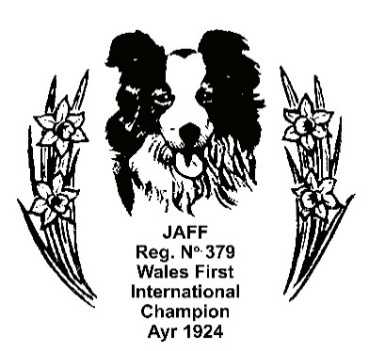 JAFF
Reg. Nº 379
Wales First
International
Champion
Ayr 1924